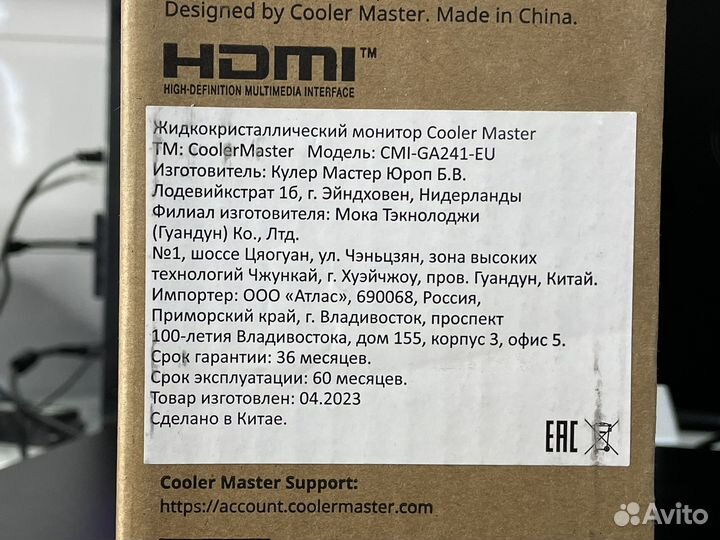 Designed by Cooler Master. Made in China.
HDMI™
HIGH-DEFINITION MULTIMEDIA INTERFACE
Жидкокристаллический монитор Cooler Master
ТМ: CoolerMaster Модель: CMI-GA241-EU
Изготовитель: Кулер Мастер Юроп Б.В.
Лодевийкстрат 1б, г. Эйндховен, Нидерланды
Филиал изготовителя: Мока Тэкнолоджи
(Гуандун) Ко., Лтд.
№1, шоссе Цяогуан, ул. Чэньцзян, зона высоких
технологий Чжункай, г. Хуэйчжоу, пров. Гуандун, Китай.
Импортер: ООО «Атлас», 690068, Россия,
Приморский край, г. Владивосток, проспект
100-летия Владивостока, дом 155, корпус 3, офис 5.
Срок гарантии: 36 месяцев.
Срок эксплуатации: 60 месяцев.
Товар изготовлен: 04.2023
Сделано в Китае.
EAC
Cooler Master Support:
https://account.coolermaster.com
Avito